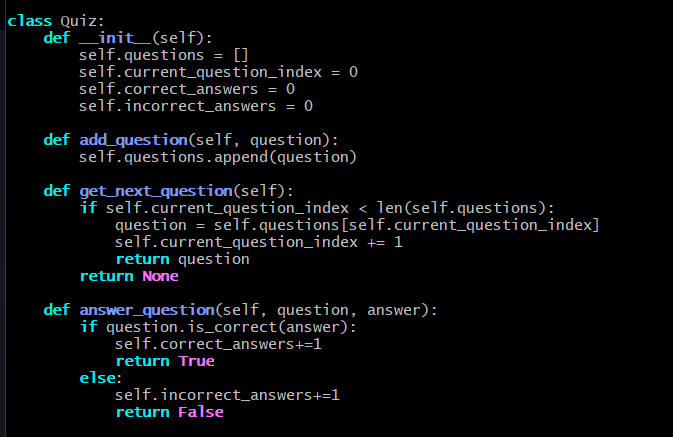 class Quiz:
    def __init__(self):
        self.questions = []
        self.current_question_index = 0
        self.correct_answers = 0
        self.incorrect_answers = 0

    def add_question(self, question):
        self.questions.append(question)

    def get_next_question(self):
        if self.current_question_index < len(self.questions):
            question = self.questions[self.current_question_index]
            self.current_question_index += 1
            return question
        return None

    def answer_question(self, question, answer):
        if question.is_correct(answer):
            self.correct_answers+=1
            return True
        else:
            self.incorrect_answers+=1
            return False